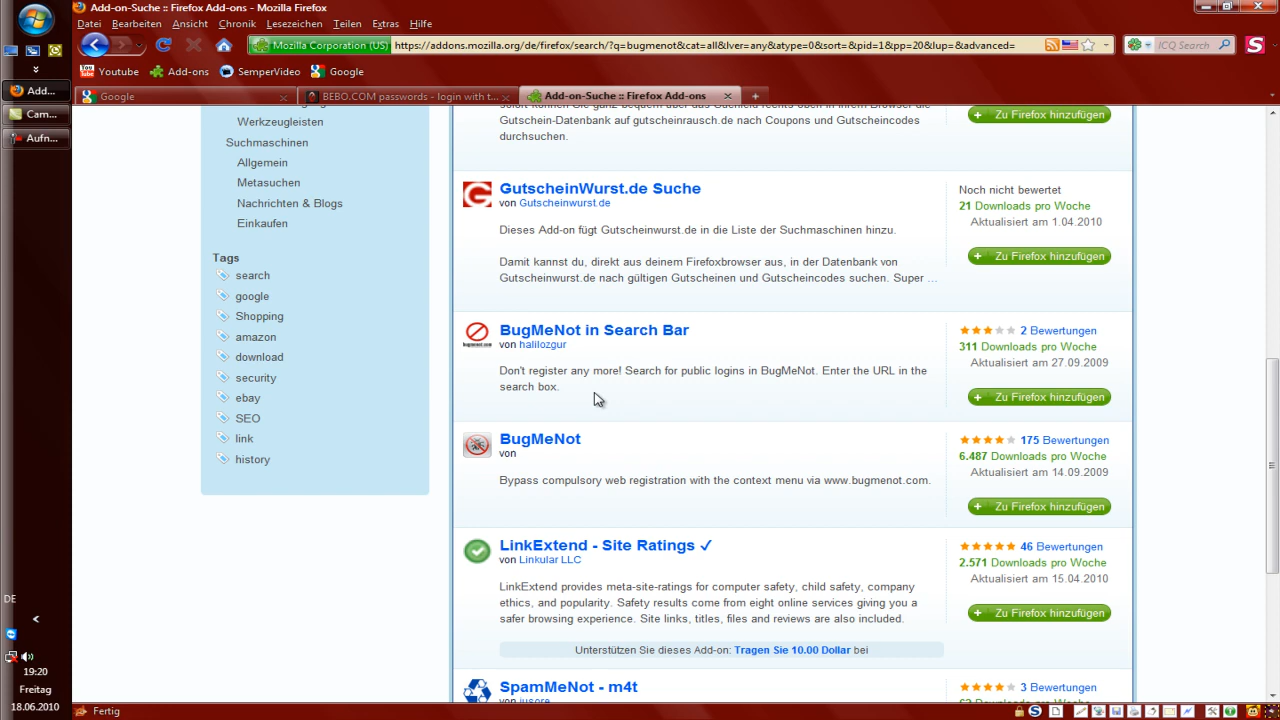 Add-on-Suche :: Firefox Add-ons - Mozilla Firefox
Datei Bearbeiten Ansicht Chronik Lesezeichen Teilen Extras Hilfe
Mozilla Corporation (US) https://addons.mozilla.org/de/firefox/search/?q=bugmenot&cat=all&lver=any&atype=0&sort=&pid=1&pp=20&lup=&advanced= ICQ Search
Youtube Add-ons SemperVideo Google
Google BEBO.COM passwords - login with t... Add-on-Suche :: Firefox Add-ons
Add...
Cam...
Aufn...
DE
19:20
Freitag
18.06.2010
Werkzeugleisten
Suchmaschinen
Allgemein
Metasuchen
Nachrichten & Blogs
Einkaufen
Tags
search
google
Shopping
amazon
download
security
ebay
SEO
link
history
Gutschein-Datenbank auf gutscheinrausch.de nach Coupons und Gutscheincodes
durchsuchen.
Zu Firefox hinzufügen
GutscheinWurst.de Suche
von Gutscheinwurst.de
Dieses Add-on fügt Gutscheinwurst.de in die Liste der Suchmaschinen hinzu.
Damit kannst du, direkt aus deinem Firefoxbrowser aus, in der Datenbank von
Gutscheinwurst.de nach gültigen Gutscheinen und Gutscheincodes suchen. Super ...
Noch nicht bewertet
21 Downloads pro Woche
Aktualisiert am 1.04.2010
Zu Firefox hinzufügen
BugMeNot in Search Bar
von halilozgur
Don't register any more! Search for public logins in BugMeNot. Enter the URL in the
search box.
2 Bewertungen
311 Downloads pro Woche
Aktualisiert am 27.09.2009
Zu Firefox hinzufügen
BugMeNot
von
Bypass compulsory web registration with the context menu via www.bugmenot.com.
175 Bewertungen
6.487 Downloads pro Woche
Aktualisiert am 14.09.2009
Zu Firefox hinzufügen
LinkExtend - Site Ratings ✓
von Linkular LLC
LinkExtend provides meta-site-ratings for computer safety, child safety, company
ethics, and popularity. Safety results come from eight online services giving you a
safer browsing experience. Site links, titles, files and reviews are also included.
Unterstützen Sie dieses Add-on: Tragen Sie 10.00 Dollar bei
46 Bewertungen
2.571 Downloads pro Woche
Aktualisiert am 15.04.2010
Zu Firefox hinzufügen
SpamMeNot - m4t
3 Bewertungen
Fertig